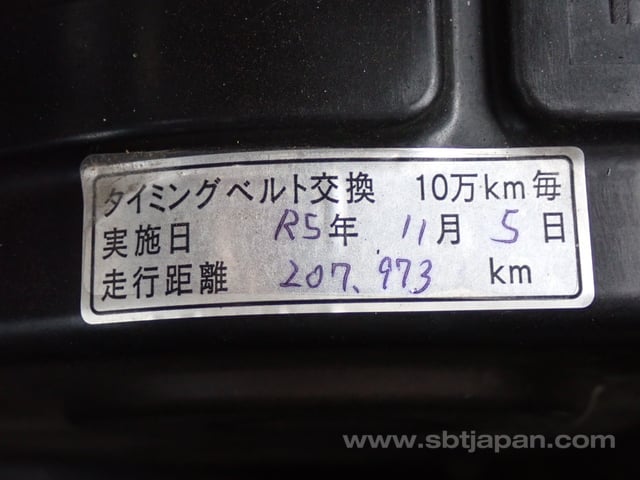 タイミングベルト交換 10万km毎
実施日 R5年 11月 5日
走行距離 207,973 km
www.sbtjapan.com